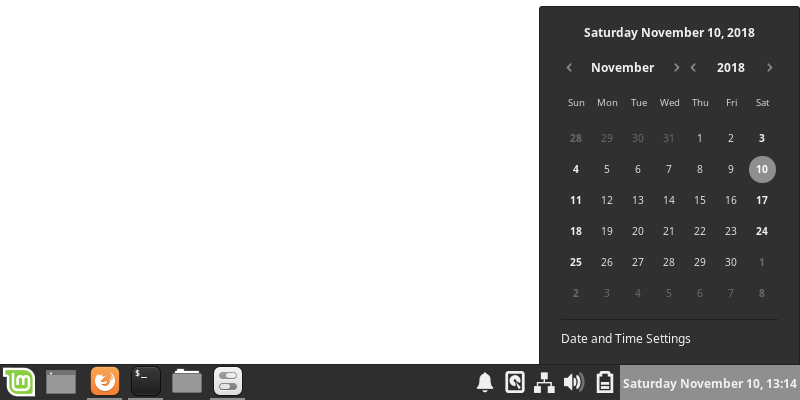 Saturday November 10, 2018
November 2018
Sun Mon Tue Wed Thu Fri Sat
28 29 30 31 1 2 3
4 5 6 7 8 9 10
11 12 13 14 15 16 17
18 19 20 21 22 23 24
25 26 27 28 29 30 1
2 3 4 5 6 7 8
Date and Time Settings
$_ Saturday November 10, 13:14